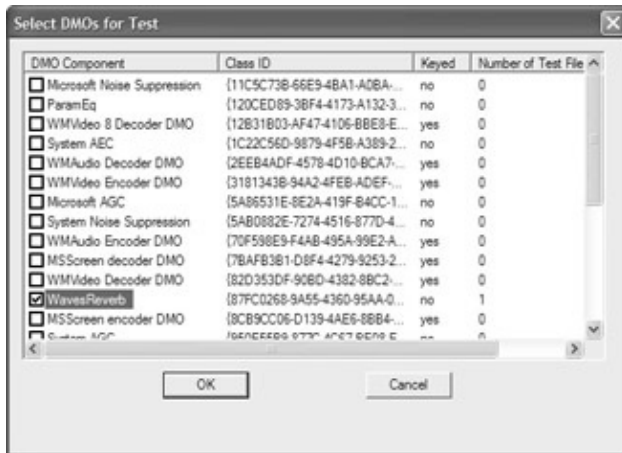 Select DMOs for Test
DMO Component Class ID Keyed Number of Test File
Microsoft Noise Suppression {11C5C73B-66E9-4BA1-A0BA-... no 0
ParamEq {120CED89-3BF4-4173-A132-3... no 0
WMVideo 8 Decoder DMO {12B31B03-AF47-4106-BBE8-E... yes 0
System AEC {1C22C56D-9879-4F5B-A389-2... no 0
WMAudio Decoder DMO {2EEB4ADF-4578-4D10-BCA7-... yes 0
WMVideo Encoder DMO {3181343B-94A2-4FEB-ADEF-... yes 0
Microsoft AGC {5A86531E-8E2A-419F-B4CC-1... no 0
System Noise Suppression {5AB0882E-7274-4516-877D-4... no 0
WMAudio Encoder DMO {70F598E9-F4AB-495A-99E2-A... yes 0
MSScreen decoder DMO {7BAFB3B1-D8F4-4279-9253-2... yes 0
WMVideo Decoder DMO {82D353DF-90BD-4382-8BC2-... yes 0
WavesReverb {87FC0268-9A55-4360-95AA-0... no 1
MSScreen encoder DMO {8CB9CC06-D139-4AE6-8BB4-... yes 0
System AGC no 0
OK Cancel